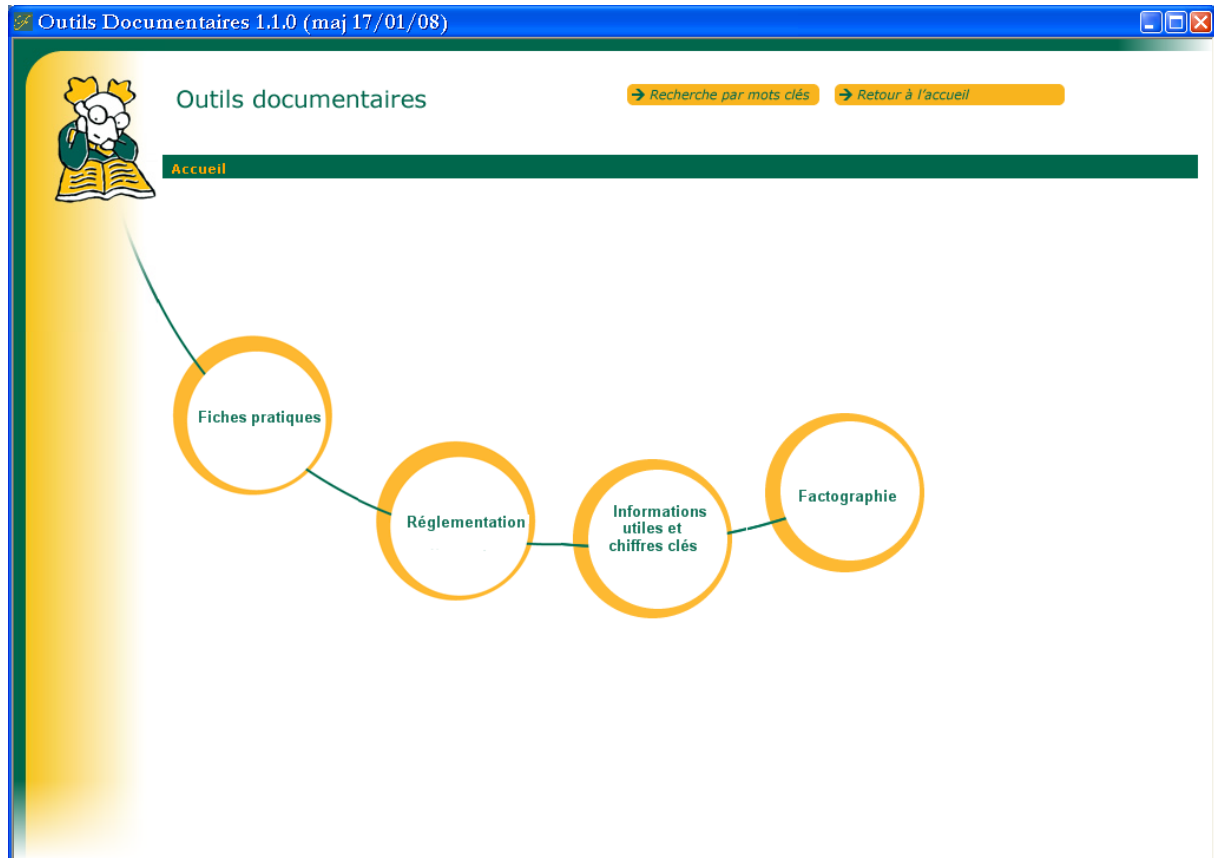 Outils Documentaires 1.1.0 (maj 17/01/08)
Outils documentaires
→ Recherche par mots clés
→ Retour à l'accueil
Accueil
Fiches pratiques
Réglementation
Informations
utiles et
chiffres clés
Factographie